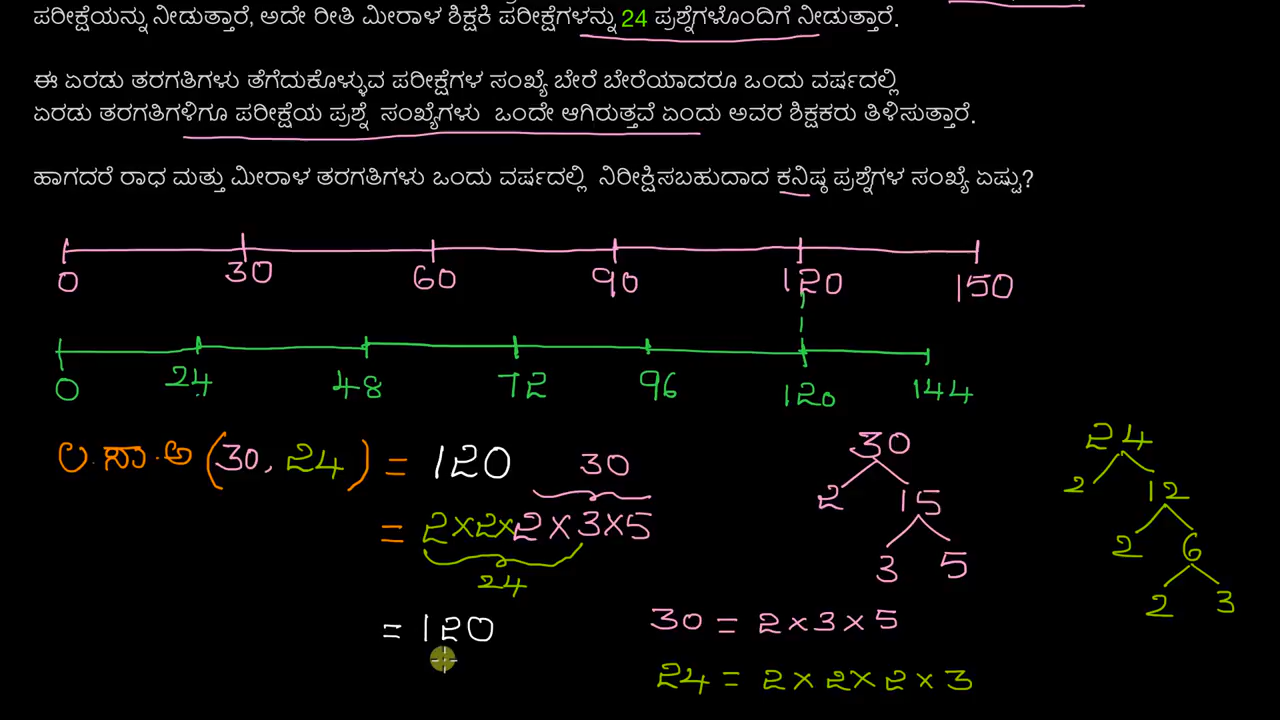 ಪರೀಕ್ಷೆಯನ್ನು ನೀಡುತ್ತಾರೆ, ಅದೇ ರೀತಿ ಮೀರಾಳ ಶಿಕ್ಷಕಿ ಪರೀಕ್ಷೆಗಳನ್ನು 24 ಪ್ರಶ್ನೆಗಳೊಂದಿಗೆ ನೀಡುತ್ತಾರೆ.
ಈ ಏರಡು ತರಗತಿಗಳು ತೆಗೆದುಕೊಳ್ಳುವ ಪರೀಕ್ಷೆಗಳ ಸಂಖ್ಯೆ ಬೇರೆ ಬೇರೆಯಾದರೂ ಒಂದು ವರ್ಷದಲ್ಲಿ
ಏರಡು ತರಗತಿಗಳಿಗೂ ಪರೀಕ್ಷೆಯ ಪ್ರಶ್ನೆ ಸಂಖ್ಯೆಗಳು ಒಂದೇ ಆಗಿರುತ್ತವೆ ಏಂದು ಅವರ ಶಿಕ್ಷಕರು ತಿಳಿಸುತ್ತಾರೆ.
ಹಾಗದರೆ ರಾಧ ಮತ್ತು ಮೀರಾಳ ತರಗತಿಗಳು ಒಂದು ವರ್ಷದಲ್ಲಿ ನಿರೀಕ್ಷಿಸಬಹುದಾದ ಕನಿಷ್ಠ ಪ್ರಶ್ನೆಗಳ ಸಂಖ್ಯೆ ಏಷ್ಟು?
0 30 60 90 120 150
0 24 48 72 96 120 144
ಲ.ಸಾ.ಅ (30, 24) = 120
30
= 2×2×2×3×5
24
= 120
30
2 15
3 5
24
2 12
2 6
2 3
30 = 2×3×5
24 = 2×2×2×3